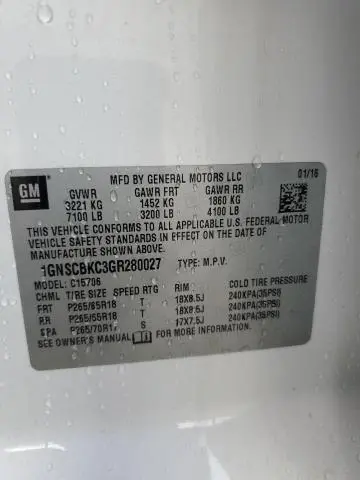 GM
MFD BY GENERAL MOTORS LLC
01/16
GVWR GAWR FRT GAWR RR
3221 KG 1452 KG 1860 KG
7100 LB 3200 LB 4100 LB
THIS VEHICLE CONFORMS TO ALL APPLICABLE U.S. FEDERAL MOTOR
VEHICLE SAFETY STANDARDS IN EFFECT ON THE DATE OF
MANUFACTURE SHOWN ABOVE.
1GNSCBKC3GR280027 TYPE: M.P.V.
MODEL: C15706
CHML TIRE SIZE SPEED RTG RIM COLD TIRE PRESSURE
FRT P265/65R18 T 18X8.5J 240KPA(35PSI)
RR P265/65R18 T 18X8.5J 240KPA(35PSI)
SPA P265/70R17 S 17X7.5J 240KPA(35PSI)
SEE OWNER'S MANUAL FOR MORE INFORMATION.